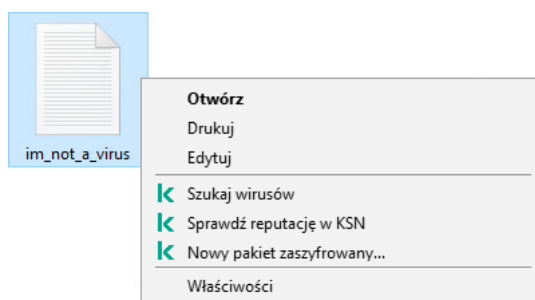 im_not_a_virus
Otwórz
Drukuj
Edytuj
Szukaj wirusów
Sprawdź reputację w KSN
Nowy pakiet zaszyfrowany...
Właściwości